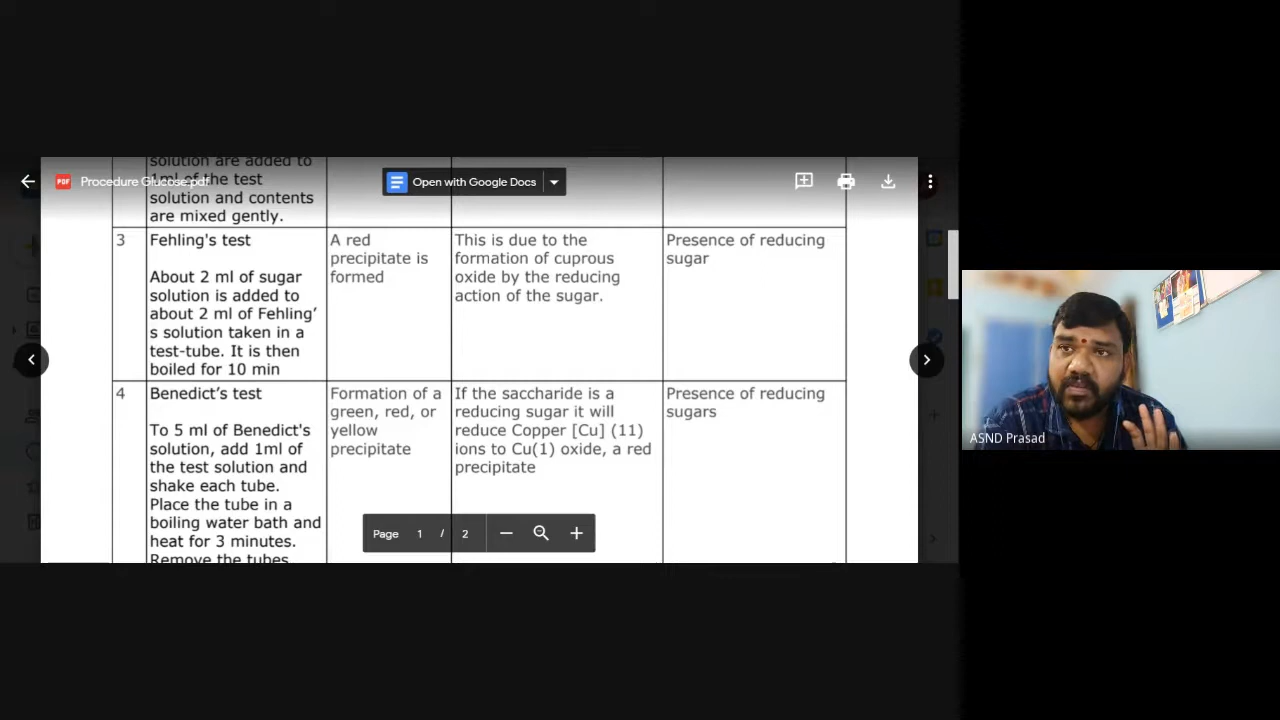 solution are added to
1ml of the test
solution and contents
are mixed gently.
Procedure Glucose.pdf
PDF
Open with Google Docs
3
Fehling's test
About 2 ml of sugar
solution is added to
about 2 ml of Fehling'
s solution taken in a
test-tube. It is then
boiled for 10 min
A red
precipitate is
formed
This is due to the
formation of cuprous
oxide by the reducing
action of the sugar.
Presence of reducing
sugar
4
Benedict's test
To 5 ml of Benedict's
solution, add 1ml of
the test solution and
shake each tube.
Place the tube in a
boiling water bath and
heat for 3 minutes.
Remove the tubes
Formation of a
green, red, or
yellow
precipitate
If the saccharide is a
reducing sugar it will
reduce Copper [Cu] (11)
ions to Cu(1) oxide, a red
precipitate
Presence of reducing
sugars
Page 1 / 2
ASND Prasad